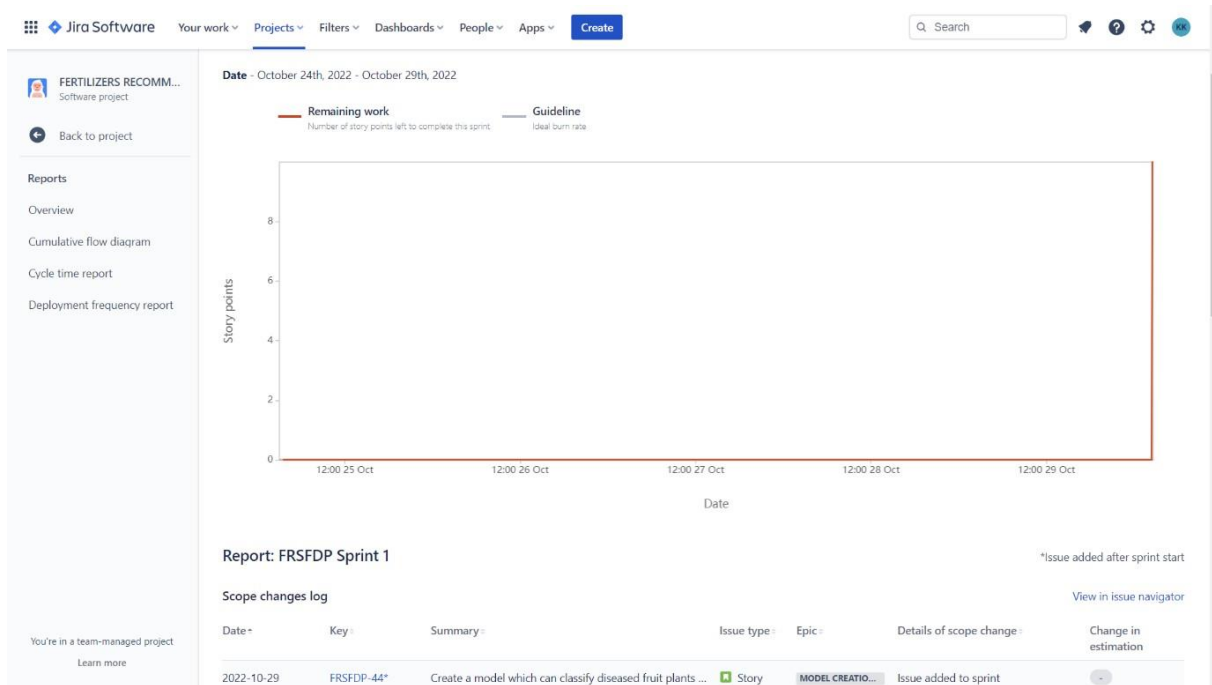 Jira Software Your work Projects Filters Dashboards People Apps Create Search KK
FERTILIZERS RECOMM...
Software project
Back to project
Reports
Overview
Cumulative flow diagram
Cycle time report
Deployment frequency report
You're in a team-managed project
Learn more
Date - October 24th, 2022 - October 29th, 2022
Remaining work
Number of story points left to complete this sprint
Guideline
Ideal burn rate
Story points
8
6
4
2
0
12:00 25 Oct 12:00 26 Oct 12:00 27 Oct 12:00 28 Oct 12:00 29 Oct
Date
Report: FRSFDP Sprint 1
*Issue added after sprint start
Scope changes log
View in issue navigator
Date Key Summary Issue type Epic Details of scope change Change in
estimation
2022-10-29 FRSFDP-44* Create a model which can classify diseased fruit plants ... Story MODEL CREATIO... Issue added to sprint -